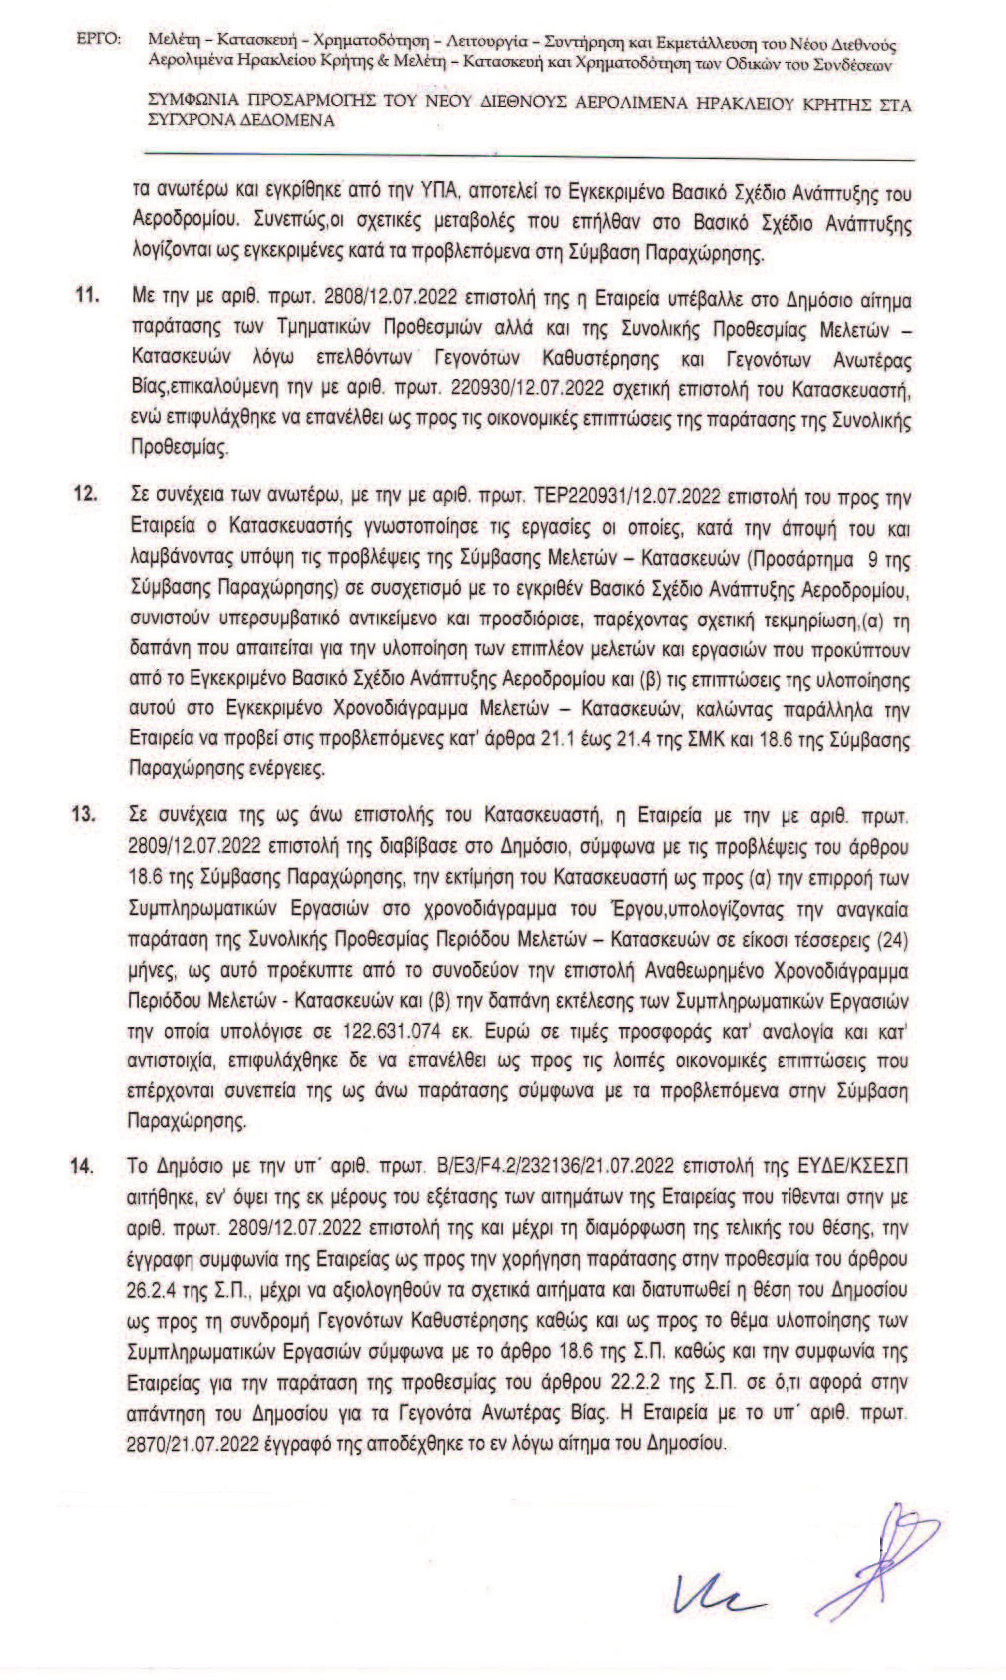 ΕΡΓΟ: Μελέτη – Κατασκευή – Χρηματοδότηση – Λειτουργία – Συντήρηση και Εκμετάλλευση του Νέου Διεθνούς
Αερολιμένα Ηρακλείου Κρήτης & Μελέτη – Κατασκευή και Χρηματοδότηση των Οδικών του Συνδέσεων
ΣΥΜΦΩΝΙΑ ΠΡΟΣΑΡΜΟΓΗΣ ΤΟΥ ΝΕΟΥ ΔΙΕΘΝΟΥΣ ΑΕΡΟΛΙΜΕΝΑ ΗΡΑΚΛΕΙΟΥ ΚΡΗΤΗΣ ΣΤΑ
ΣΥΓΧΡΟΝΑ ΔΕΔΟΜΕΝΑ
τα ανωτέρω και εγκρίθηκε από την ΥΠΑ, αποτελεί το Εγκεκριμένο Βασικό Σχέδιο Ανάπτυξης του
Αεροδρομίου. Συνεπώς,οι σχετικές μεταβολές που επήλθαν στο Βασικό Σχέδιο Ανάπτυξης
λογίζονται ως εγκεκριμένες κατά τα προβλεπόμενα στη Σύμβαση Παραχώρησης.
11. Με την με αριθ. πρωτ. 2808/12.07.2022 επιστολή της η Εταιρεία υπέβαλλε στο Δημόσιο αίτημα
παράτασης των Τμηματικών Προθεσμιών αλλά και της Συνολικής Προθεσμίας Μελετών –
Κατασκευών λόγω επελθόντων Γεγονότων Καθυστέρησης και Γεγονότων Ανωτέρας
Βίας,επικαλούμενη την με αριθ. πρωτ. 220930/12.07.2022 σχετική επιστολή του Κατασκευαστή,
ενώ επιφυλάχθηκε να επανέλθει ως προς τις οικονομικές επιπτώσεις της παράτασης της Συνολικής
Προθεσμίας.
12. Σε συνέχεια των ανωτέρω, με την με αριθ. πρωτ. ΤΕΡ220931/12.07.2022 επιστολή του προς την
Εταιρεία ο Κατασκευαστής γνωστοποίησε τις εργασίες οι οποίες, κατά την άποψή του και
λαμβάνοντας υπόψη τις προβλέψεις της Σύμβασης Μελετών – Κατασκευών (Προσάρτημα 9 της
Σύμβασης Παραχώρησης) σε συσχετισμό με το εγκριθέν Βασικό Σχέδιο Ανάπτυξης Αεροδρομίου,
συνιστούν υπερσυμβατικό αντικείμενο και προσδιόρισε, παρέχοντας σχετική τεκμηρίωση,(α) τη
δαπάνη που απαιτείται για την υλοποίηση των επιπλέον μελετών και εργασιών που προκύπτουν
από το Εγκεκριμένο Βασικό Σχέδιο Ανάπτυξης Αεροδρομίου και (β) τις επιπτώσεις της υλοποίησης
αυτού στο Εγκεκριμένο Χρονοδιάγραμμα Μελετών – Κατασκευών, καλώντας παράλληλα την
Εταιρεία να προβεί στις προβλεπόμενες κατ' άρθρα 21.1 έως 21.4 της ΣΜΚ και 18.6 της Σύμβασης
Παραχώρησης ενέργειες.
13. Σε συνέχεια της ως άνω επιστολής του Κατασκευαστή, η Εταιρεία με την με αριθ. πρωτ.
2809/12.07.2022 επιστολή της διαβίβασε στο Δημόσιο, σύμφωνα με τις προβλέψεις του άρθρου
18.6 της Σύμβασης Παραχώρησης, την εκτίμηση του Κατασκευαστή ως προς (α) την επιρροή των
Συμπληρωματικών Εργασιών στο χρονοδιάγραμμα του Έργου,υπολογίζοντας την αναγκαία
παράταση της Συνολικής Προθεσμίας Περιόδου Μελετών – Κατασκευών σε είκοσι τέσσερεις (24)
μήνες, ως αυτό προέκυπτε από το συνοδεύον την επιστολή Αναθεωρημένο Χρονοδιάγραμμα
Περιόδου Μελετών - Κατασκευών και (β) την δαπάνη εκτέλεσης των Συμπληρωματικών Εργασιών
την οποία υπολόγισε σε 122.631.074 εκ. Ευρώ σε τιμές προσφοράς κατ' αναλογία και κατ'
αντιστοιχία, επιφυλάχθηκε δε να επανέλθει ως προς τις λοιπές οικονομικές επιπτώσεις που
επέρχονται συνεπεία της ως άνω παράτασης σύμφωνα με τα προβλεπόμενα στην Σύμβαση
Παραχώρησης.
14. Το Δημόσιο με την υπ΄ αριθ. πρωτ. Β/Ε3/F4.2/232136/21.07.2022 επιστολή της ΕΥΔΕ/ΚΣΕΣΠ
αιτήθηκε, εν' όψει της εκ μέρους του εξέτασης των αιτημάτων της Εταιρείας που τίθενται στην με
αριθ. πρωτ. 2809/12.07.2022 επιστολή της και μέχρι τη διαμόρφωση της τελικής του θέσης, την
έγγραφη συμφωνία της Εταιρείας ως προς την χορήγηση παράτασης στην προθεσμία του άρθρου
26.2.4 της Σ.Π., μέχρι να αξιολογηθούν τα σχετικά αιτήματα και διατυπωθεί η θέση του Δημοσίου
ως προς τη συνδρομή Γεγονότων Καθυστέρησης καθώς και ως προς το θέμα υλοποίησης των
Συμπληρωματικών Εργασιών σύμφωνα με το άρθρο 18.6 της Σ.Π. καθώς και την συμφωνία της
Εταιρείας για την παράταση της προθεσμίας του άρθρου 22.2.2 της Σ.Π. σε ό,τι αφορά στην
απάντηση του Δημοσίου για τα Γεγονότα Ανωτέρας Βίας. Η Εταιρεία με το υπ΄ αριθ. πρωτ.
2870/21.07.2022 έγγραφό της αποδέχθηκε το εν λόγω αίτημα του Δημοσίου.